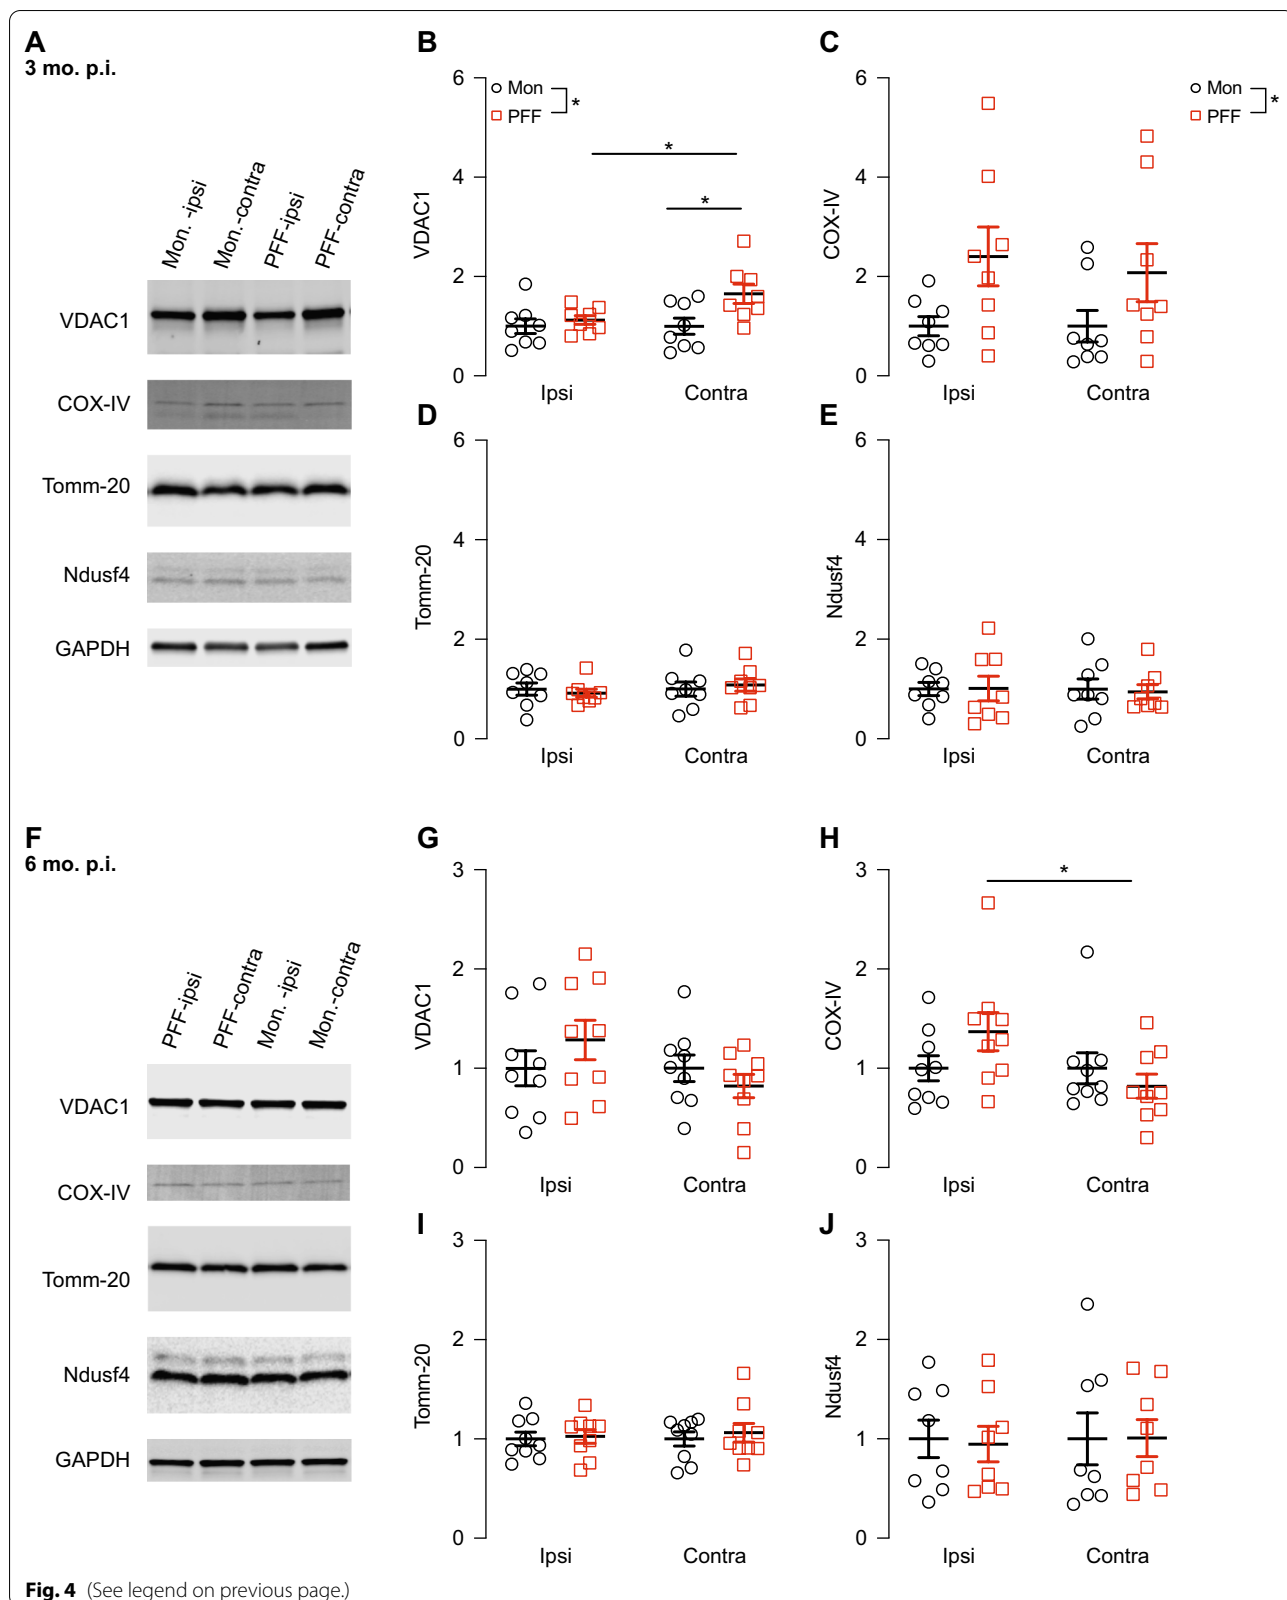 A
3 mo. p.i.
Mon. -ipsi
Mon.-contra
PFF-ipsi
PFF-contra
VDAC1
COX-IV
Tomm-20
Ndusf4
GAPDH
B
6
4
2
0
VDAC1
Mon
PFF
*
*
*
Ipsi
Contra
C
6
4
2
0
COX-IV
Mon
PFF
*
Ipsi
Contra
D
6
4
2
0
Tomm-20
Ipsi
Contra
E
6
4
2
0
Ndusf4
Ipsi
Contra
F
6 mo. p.i.
PFF-ipsi
PFF-contra
Mon. -ipsi
Mon.-contra
VDAC1
COX-IV
Tomm-20
Ndusf4
GAPDH
G
3
2
1
0
VDAC1
Ipsi
Contra
H
3
2
1
0
COX-IV
*
Ipsi
Contra
I
3
2
1
0
Tomm-20
Ipsi
Contra
J
3
2
1
0
Ndusf4
Ipsi
Contra
Fig. 4 (See legend on previous page.)